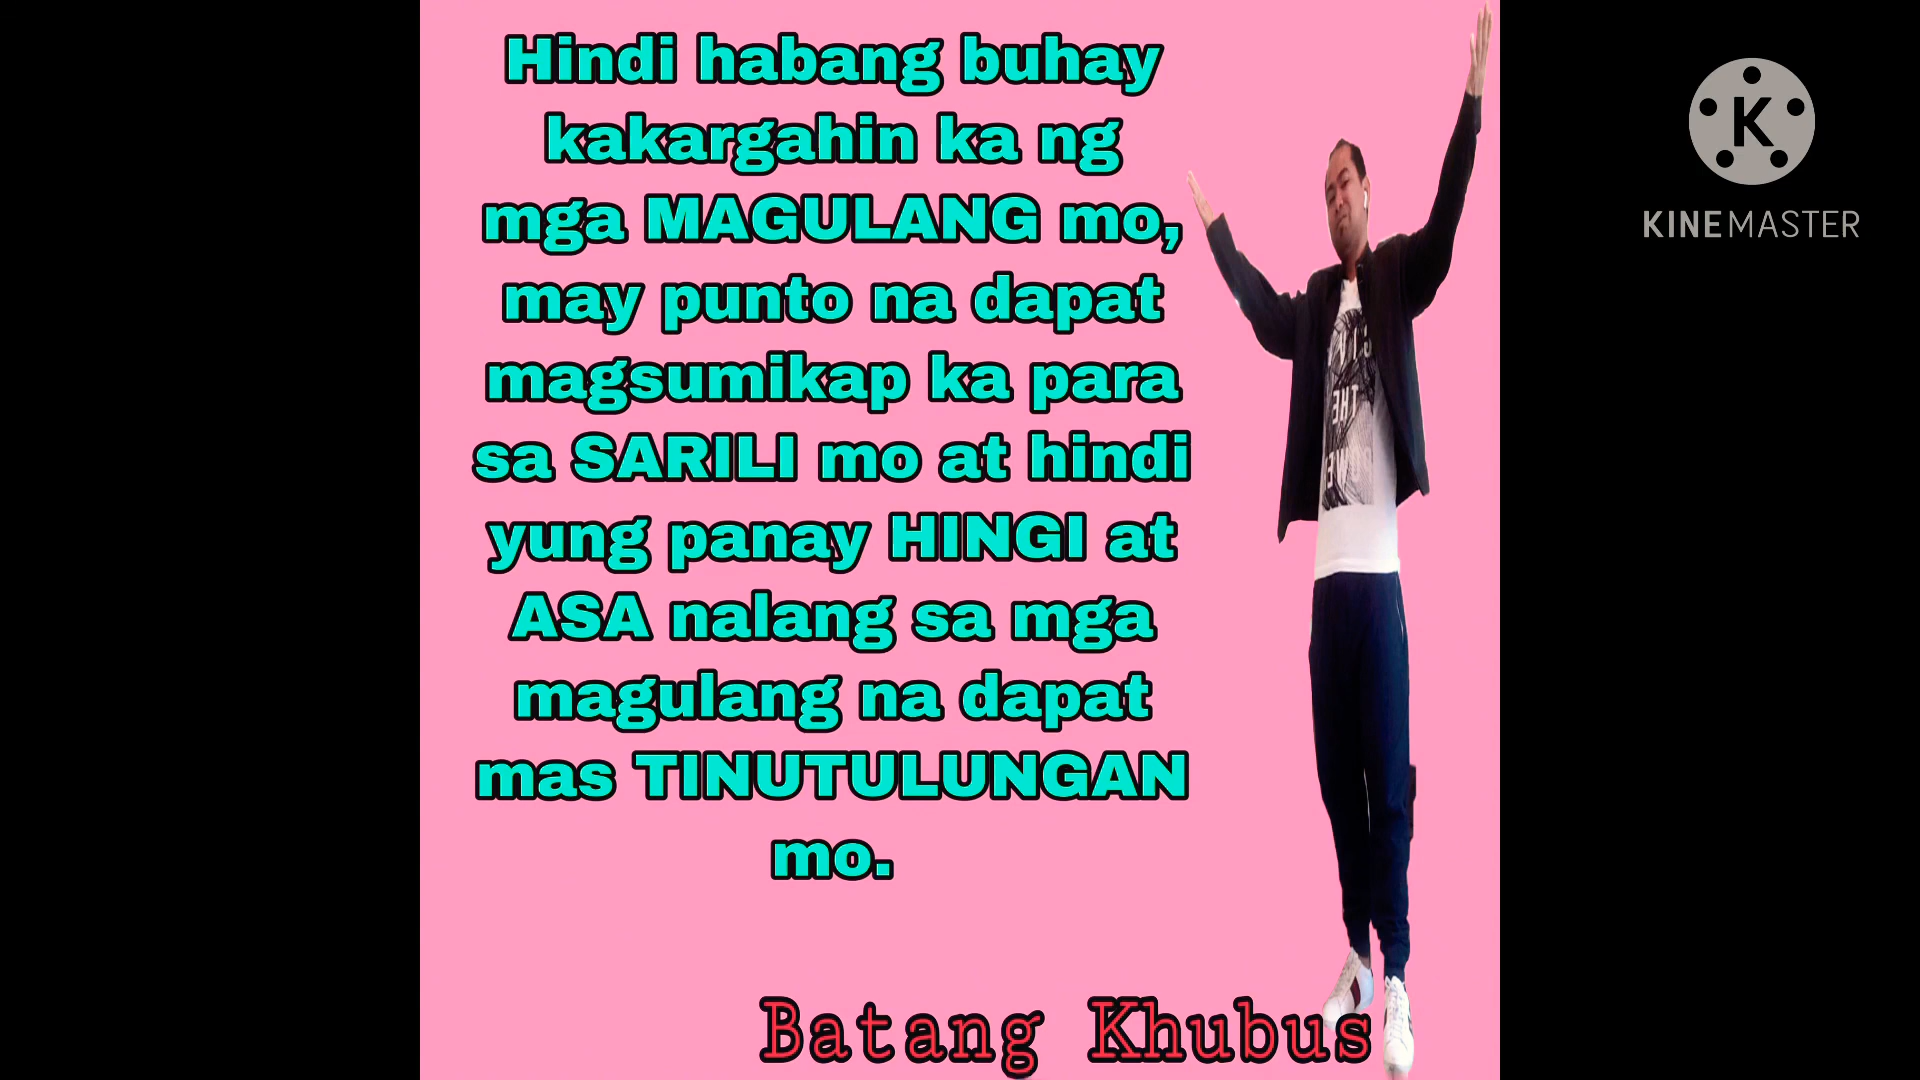 Hindi habang buhay
kakargahin ka ng
mga MAGULANG mo,
may punto na dapat
magsumikap ka para
sa SARILI mo at hindi
yung panay HINGI at
ASA nalang sa mga
magulang na dapat
mas TINUTULUNGAN
mo.
Batang Khubus
K
KINEMASTER
THE